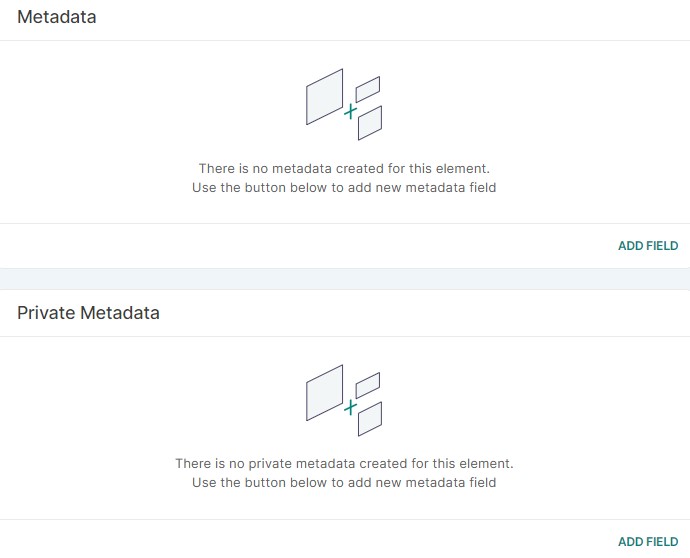 Metadata
There is no metadata created for this element.
Use the button below to add new metadata field
ADD FIELD
Private Metadata
There is no private metadata created for this element.
Use the button below to add new metadata field
ADD FIELD